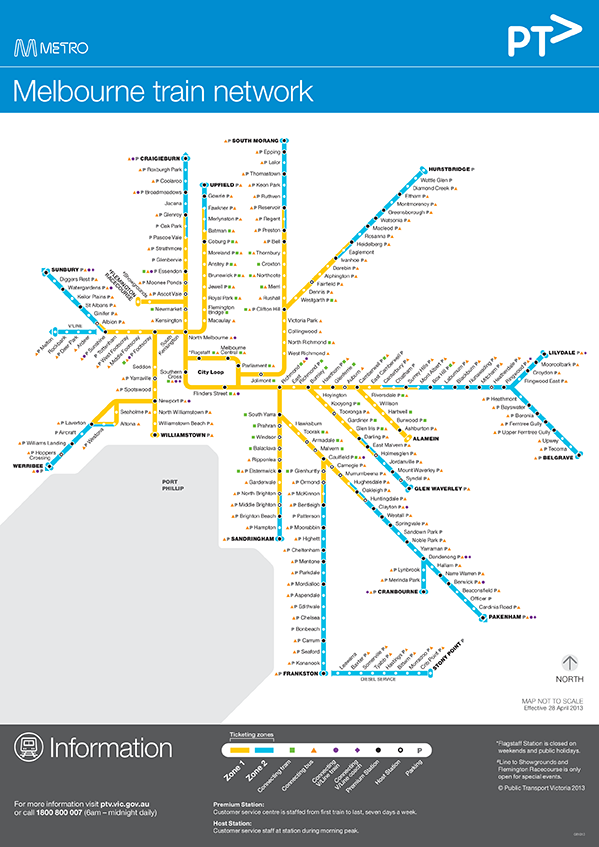 METRO
PT
Melbourne train network
SOUTH MORANG P
Epping
Lalor
Thomastown
Keon Park
Ruthven
Reservoir
Regent
Preston
Bell
Thornbury
Croxton
Northcote
Merri
Rushall
Clifton Hill
Victoria Park
Collingwood
North Richmond
West Richmond
CRAIGIEBURN
Roxburgh Park
Coolaroo
Broadmeadows
Jacana
Glenroy
Oak Park
Pascoe Vale
Strathmore
Glenbervie
Essendon
Moonee Ponds
Ascot Vale
Newmarket
Kensington
UPFIELD P
Gowrie P
Fawkner P
Merlynston P
Batman
Coburg P
Moreland P
Anstey P
Brunswick P
Jewell P
Royal Park
Flemington
Bridge
Macaulay
HURSTBRIDGE P
Wattle Glen P
Diamond Creek P
Eltham P
Montmorency P
Greensborough P
Watsonia P
Macleod P
Rosanna P
Heidelberg P
Eaglemont
Ivanhoe P
Darebin P
Alphington P
Fairfield P
Dennis P
Westgarth P
SUNBURY P
Diggers Rest P
Watergardens P
Keilor Plains P
St Albans P
Ginifer P
Albion P
#Showgrounds
#FLEMINGTON
RACECOURSE
V/LINE
P Melton
Rockbank
P Deer Park
Ardeer
P Sunshine
P Tottenham
West Footscray
Middle Footscray
Footscray
South
Kensington
North Melbourne
*Flagstaff
Melbourne
Central
Parliament
City Loop
Southern
Cross
Flinders Street
Jolimont
Richmond
Seddon
Yarraville
Spotswood
Newport P
North Williamstown P
Williamstown Beach P
WILLIAMSTOWN P
Seaholme P
Altona
Westona
Laverton
Aircraft
P Williams Landing
P Hoppers
Crossing
WERRIBEE
PORT
PHILLIP
South Yarra
Prahran
Windsor
Balaclava
Ripponlea
Elsternwick
Gardenvale
North Brighton
Middle Brighton
Brighton Beach
Hampton
SANDRINGHAM
Hawksburn
Toorak
Armadale
Malvern
Caulfield
Carnegie
Murrumbeena
Hughesdale
Oakleigh
Huntingdale
Clayton P
Westall P
Springvale
Sandown Park
Noble Park P
Yarraman P
Dandenong P
Hallam
Narre Warren P
Berwick P
Beaconsfield P
Officer P
Cardinia Road P
PAKENHAM P
Lynbrook
P Merinda Park
CRANBOURNE
Glenhuntly
Ormond
McKinnon
Bentleigh
Patterson
Moorabbin
Highett
Cheltenham
Mentone
Parkdale
Mordialloc
Aspendale
Edithvale
Chelsea
Bonbeach
Carrum
Seaford
Kananook
FRANKSTON
Leawarra
Baxter P
Somerville P
Tyabb P
Hastings P
Bittern P
Morradoo P
Crib Point P
STONY POINT P
DIESEL SERVICE
East Richmond
Burnley
Hawthorn
Glenferrie
Auburn
Camberwell P
East Camberwell
Canterbury P
Chatham
Surrey Hills P
Mont Albert P
Box Hill P
Laburnum
Blackburn P
Nunawading P
Mitcham P
Heatherdale P
Ringwood P
Ringwood East P
Croydon P
Mooroolbark P
LILYDALE P
Heathmont
P Bayswater
P Boronia
P Ferntree Gully
P Upper Ferntree Gully
Upwey
P Tecoma
P BELGRAVE
Heyington
Kooyong P
Tooronga P
Gardiner P
Glen Iris P
Darling P
East Malvern P
Holmesglen P
Jordanville P
Mount Waverley P
Syndal P
GLEN WAVERLEY P
Riversdale P
Willison
Hartwell
Burwood P
Ashburton P
ALAMEIN
NORTH
MAP NOT TO SCALE
Effective 28 April 2013
Information
Ticketing zones
Zone 1
Zone 2
Connecting tram
Connecting bus
Connecting
V/Line train
Connecting
V/Line coach
Premium Station
Host Station
P
Parking
*Flagstaff Station is closed on
weekends and public holidays.
#Line to Showgrounds and
Flemington Racecourse is only
open for special events.
© Public Transport Victoria 2013
For more information visit ptv.vic.gov.au
or call 1800 800 007 (6am – midnight daily)
Premium Station:
Customer service centre is staffed from first train to last, seven days a week.
Host Station:
Customer service staff at station during morning peak.